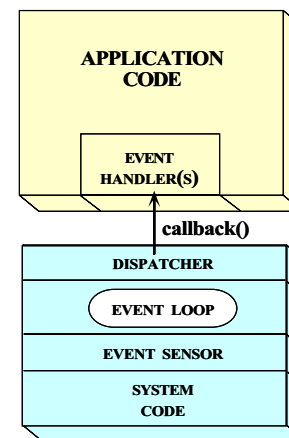 APPLICATION
CODE
EVENT
HANDLER(S)
callback()
DISPATCHER
EVENT LOOP
EVENT SENSOR
SYSTEM
CODE